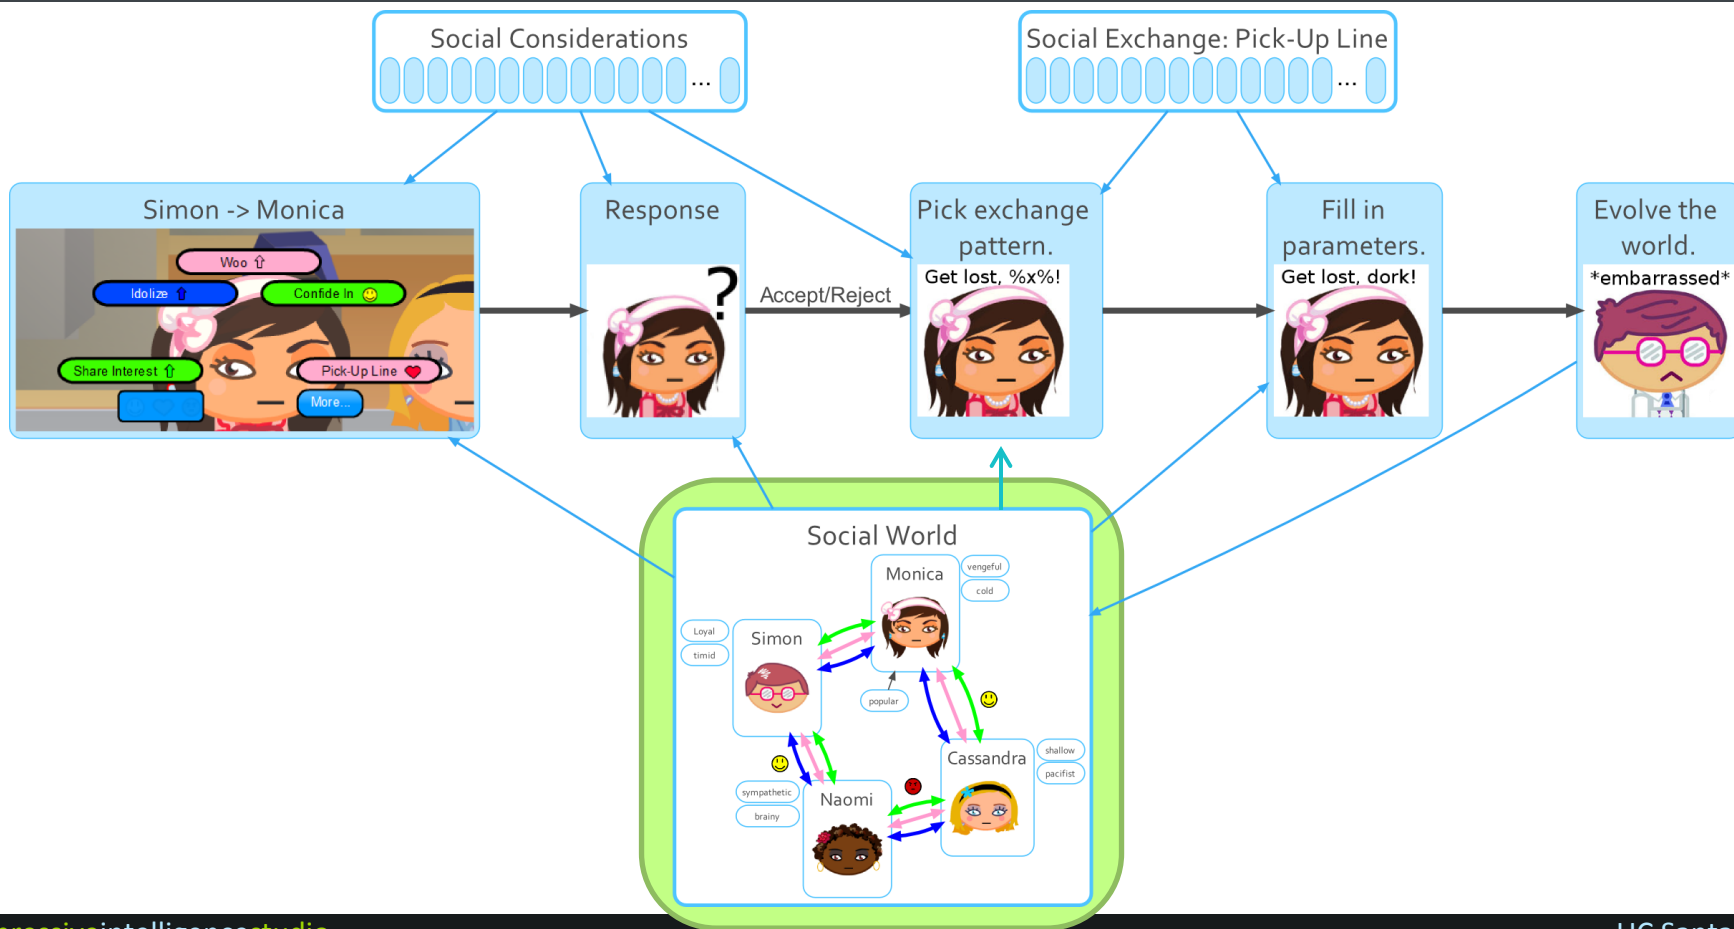 Social Considerations
...
Social Exchange: Pick-Up Line
...
Simon -> Monica
Woo
Idolize
Confide In
Share Interest
Pick-Up Line
More...
Response
?
Accept/Reject
Pick exchange
pattern.
Get lost, %x%!
Fill in
parameters.
Get lost, dork!
Evolve the
world.
*embarrassed*
Social World
Monica
vengeful
cold
popular
Simon
Loyal
timid
Cassandra
shallow
pacifist
Naomi
sympathetic
brainy